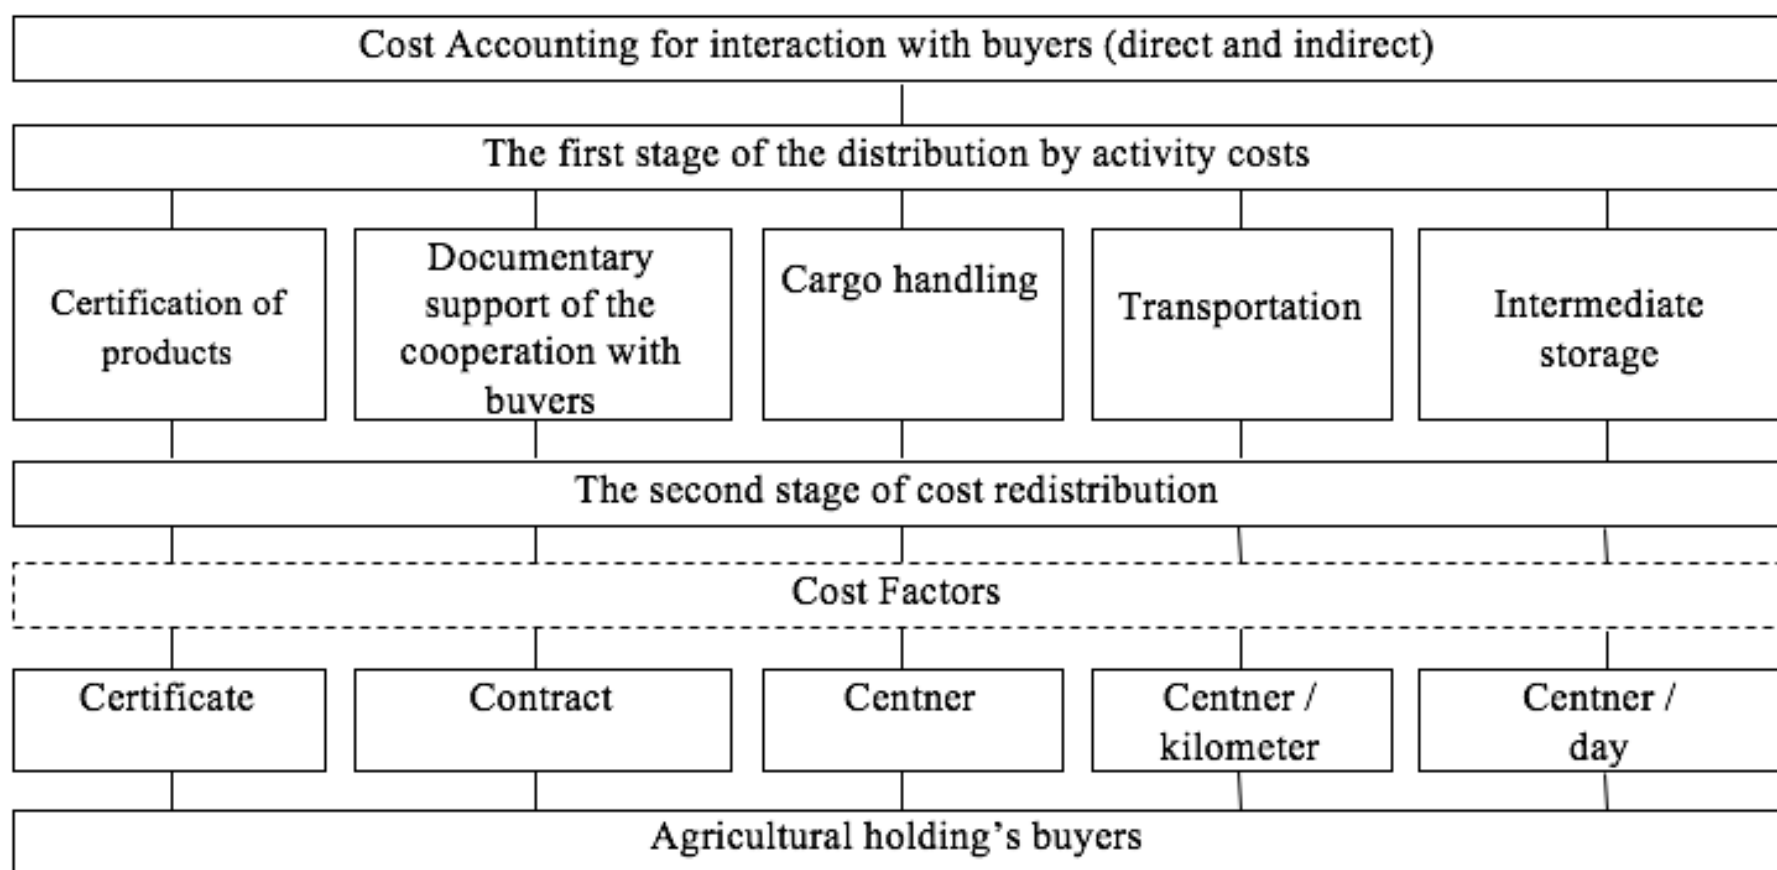 Cost Accounting for interaction with buyers (direct and indirect)
The first stage of the distribution by activity costs
Certification of
products
Documentary
support of the
cooperation with
buvers
Cargo handling
Transportation
Intermediate
storage
The second stage of cost redistribution
Cost Factors
Certificate
Contract
Centner
Centner /
kilometer
Centner /
day
Agricultural holding’s buyers